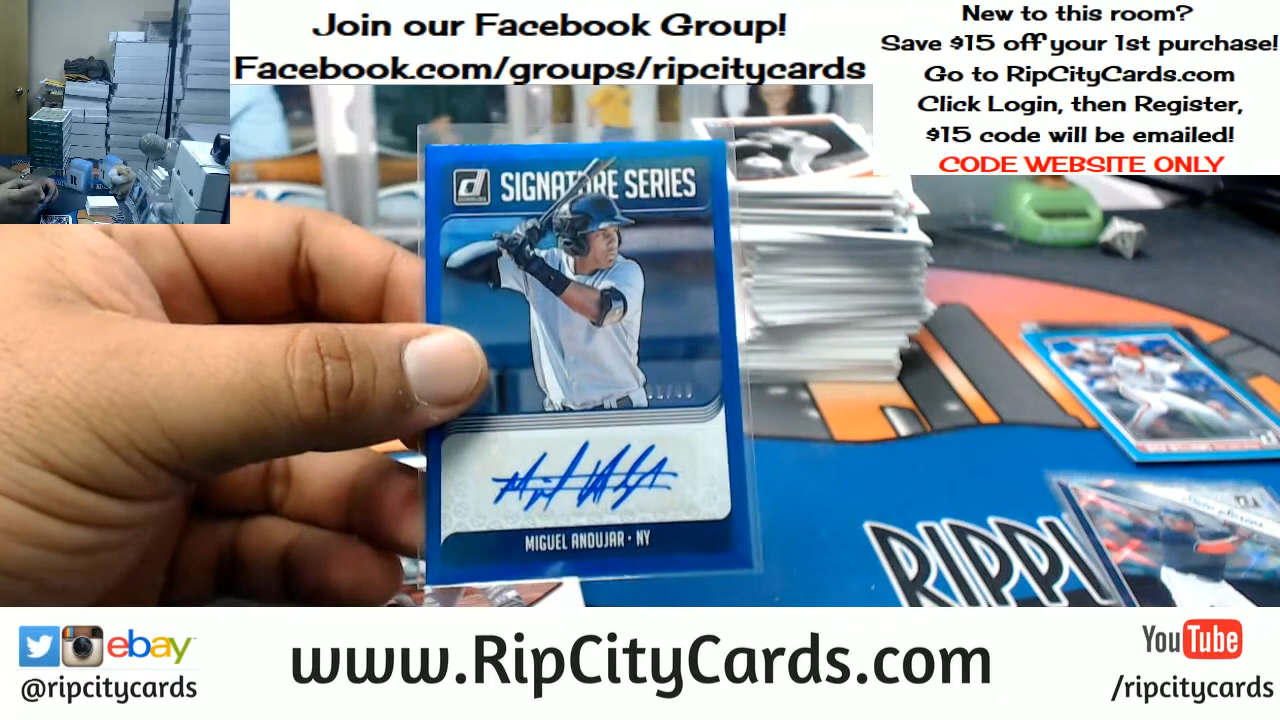 Join our Facebook Group!
Facebook.com/groups/ripcitycards
New to this room?
Save $15 off your 1st purchase!
Go to RipCityCards.com
Click Login, then Register,
$15 code will be emailed!
CODE WEBSITE ONLY
d
SIGNATURE SERIES
MIGUEL ANDUJAR · NY
RIPPI
ebay
@ripcitycards
www.RipCityCards.com
YouTube
/ripcitycards